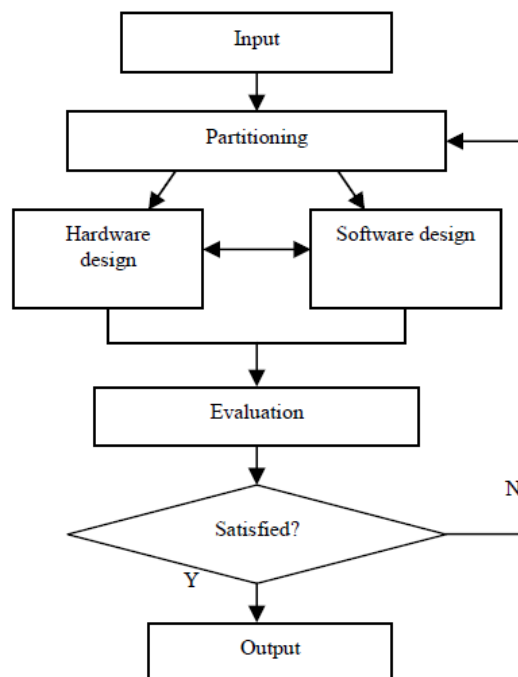 Input
Partitioning
Hardware
design
Software design
Evaluation
Satisfied?
N
Y
Output